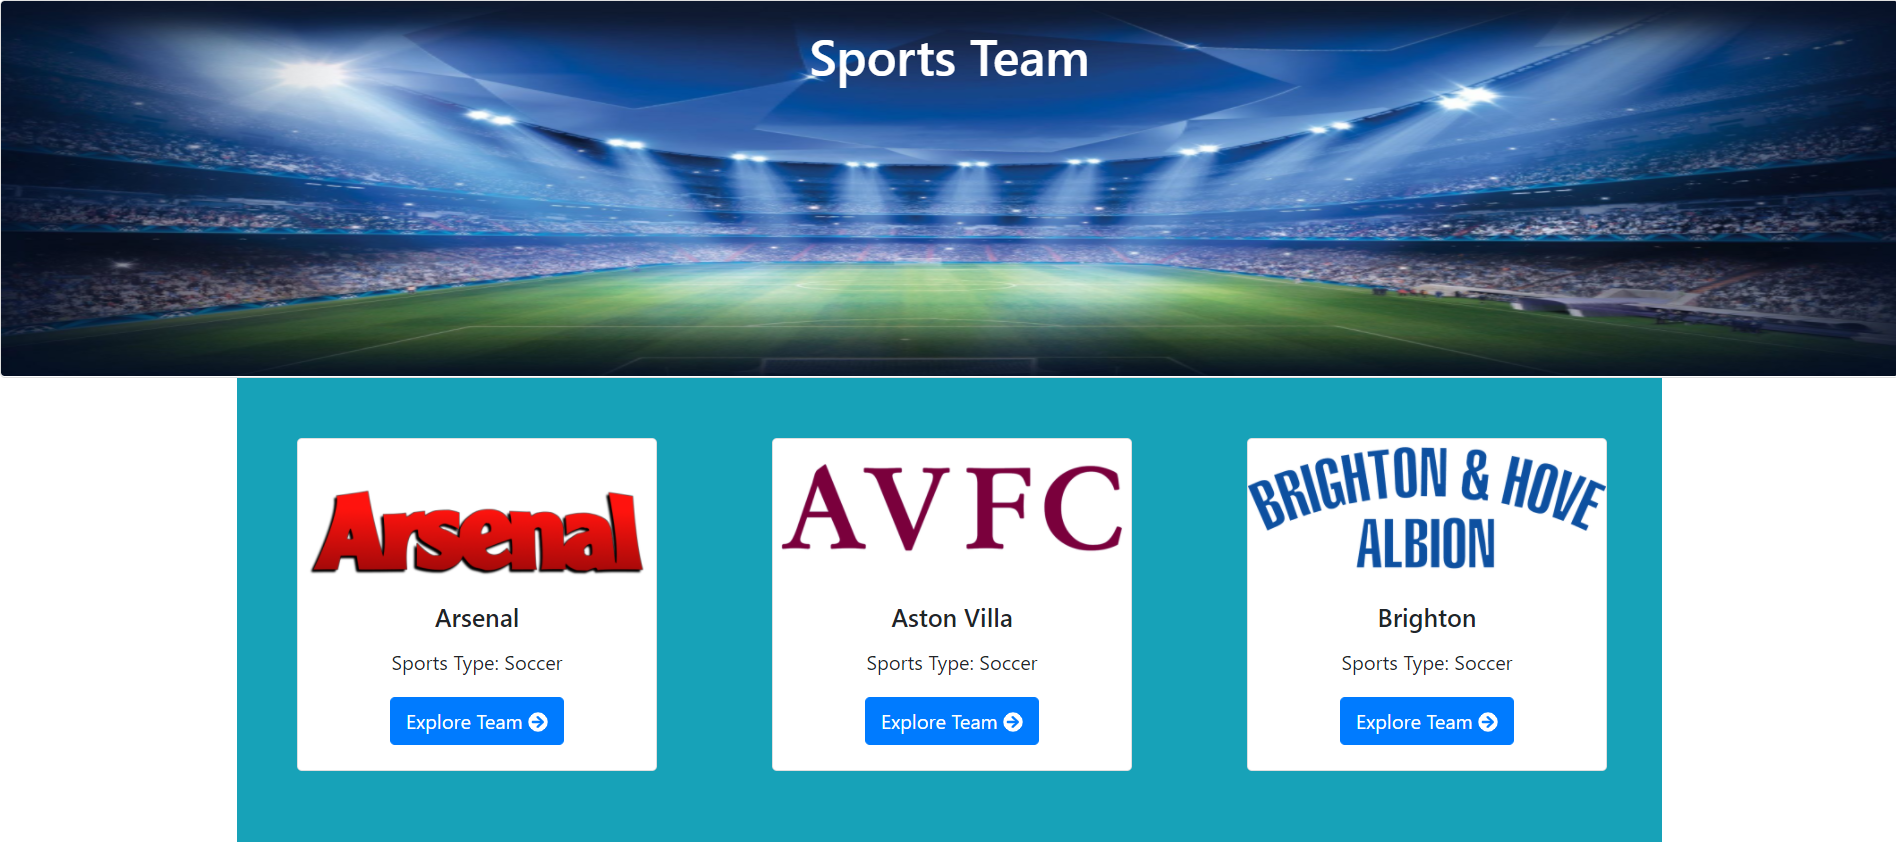 Sports Team
Arsenal
AVFC
BRIGHTON & HOVE
ALBION
Arsenal
Aston Villa
Brighton
Sports Type: Soccer
Sports Type: Soccer
Sports Type: Soccer
Explore Team
Explore Team
Explore Team